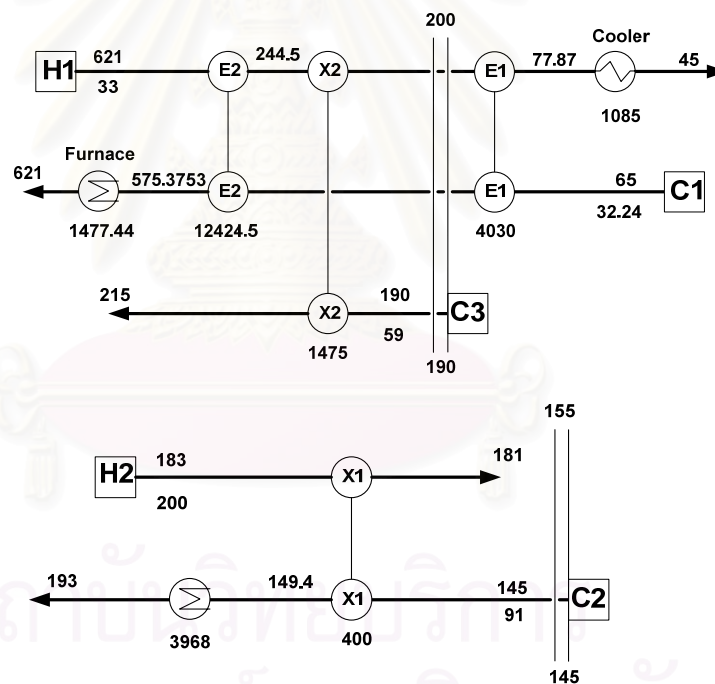 200
H1 621 33 E2 244.5 X2 E1 77.87 Cooler 45
1085
Furnace
621 575.3753 E2 E1 65 32.24 C1
1477.44 12424.5 4030
215 X2 190 59 C3
1475
190
155
H2 183 200 X1 181
193 149.4 X1 145 91 C2
3968 400
145